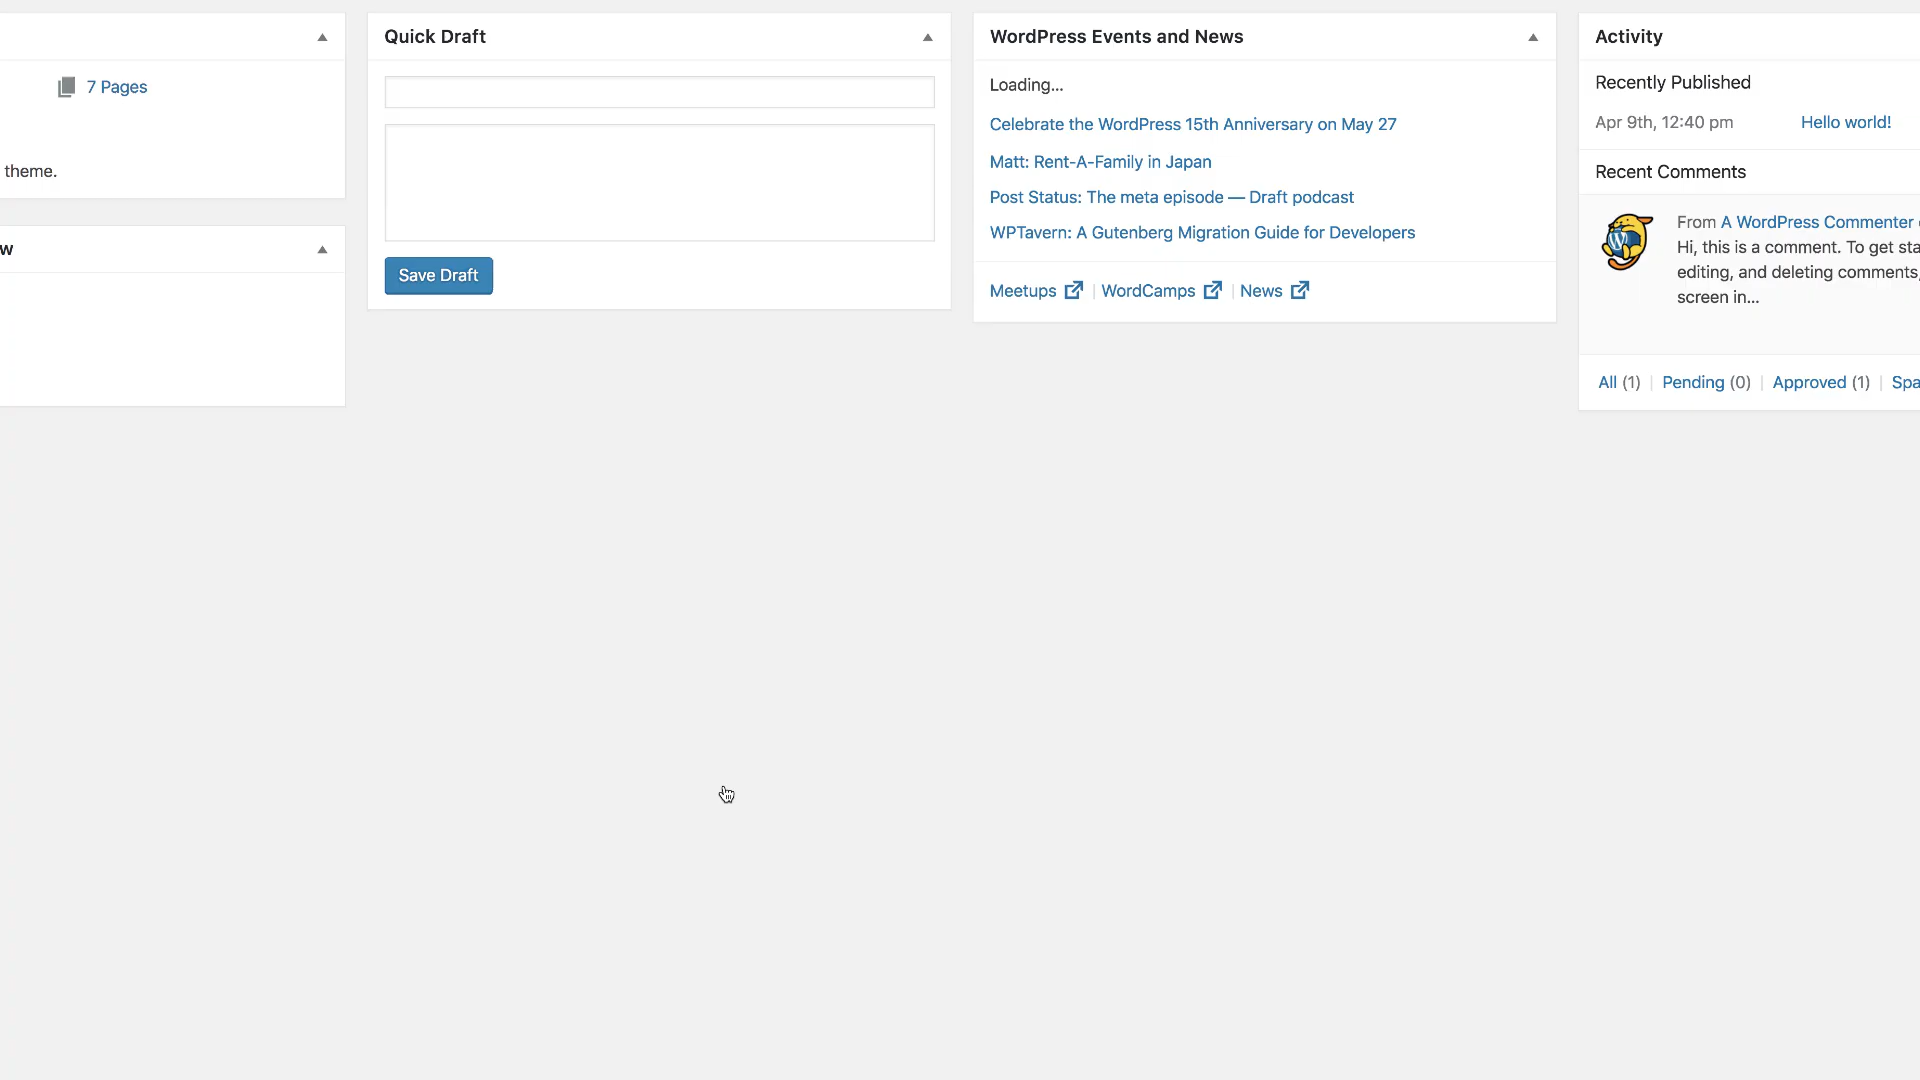 7 Pages
theme.
w
Quick Draft
Save Draft
WordPress Events and News
Loading...
Celebrate the WordPress 15th Anniversary on May 27
Matt: Rent-A-Family in Japan
Post Status: The meta episode — Draft podcast
WPTavern: A Gutenberg Migration Guide for Developers
Meetups | WordCamps | News
Activity
Recently Published
Apr 9th, 12:40 pm Hello world!
Recent Comments
From A WordPress Commenter
Hi, this is a comment. To get sta
editing, and deleting comments,
screen in...
All (1) | Pending (0) | Approved (1) | Spa